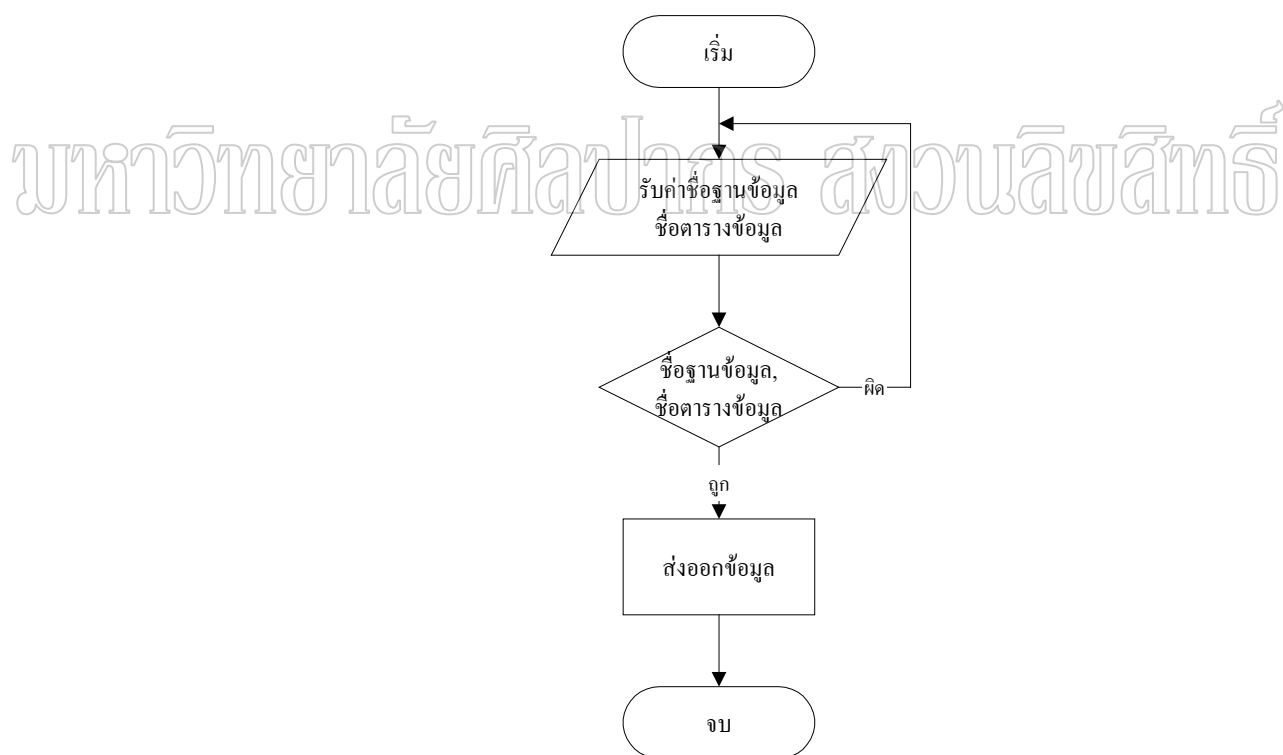 เริ่ม
มหาวิทยาลัยศิลปากร สงวนลิขสิทธิ์
รับค่าชื่อฐานข้อมูล
ชื่อตารางข้อมูล
ชื่อฐานข้อมูล,
ชื่อตารางข้อมูล
ผิด
ถูก
ส่งออกข้อมูล
จบ